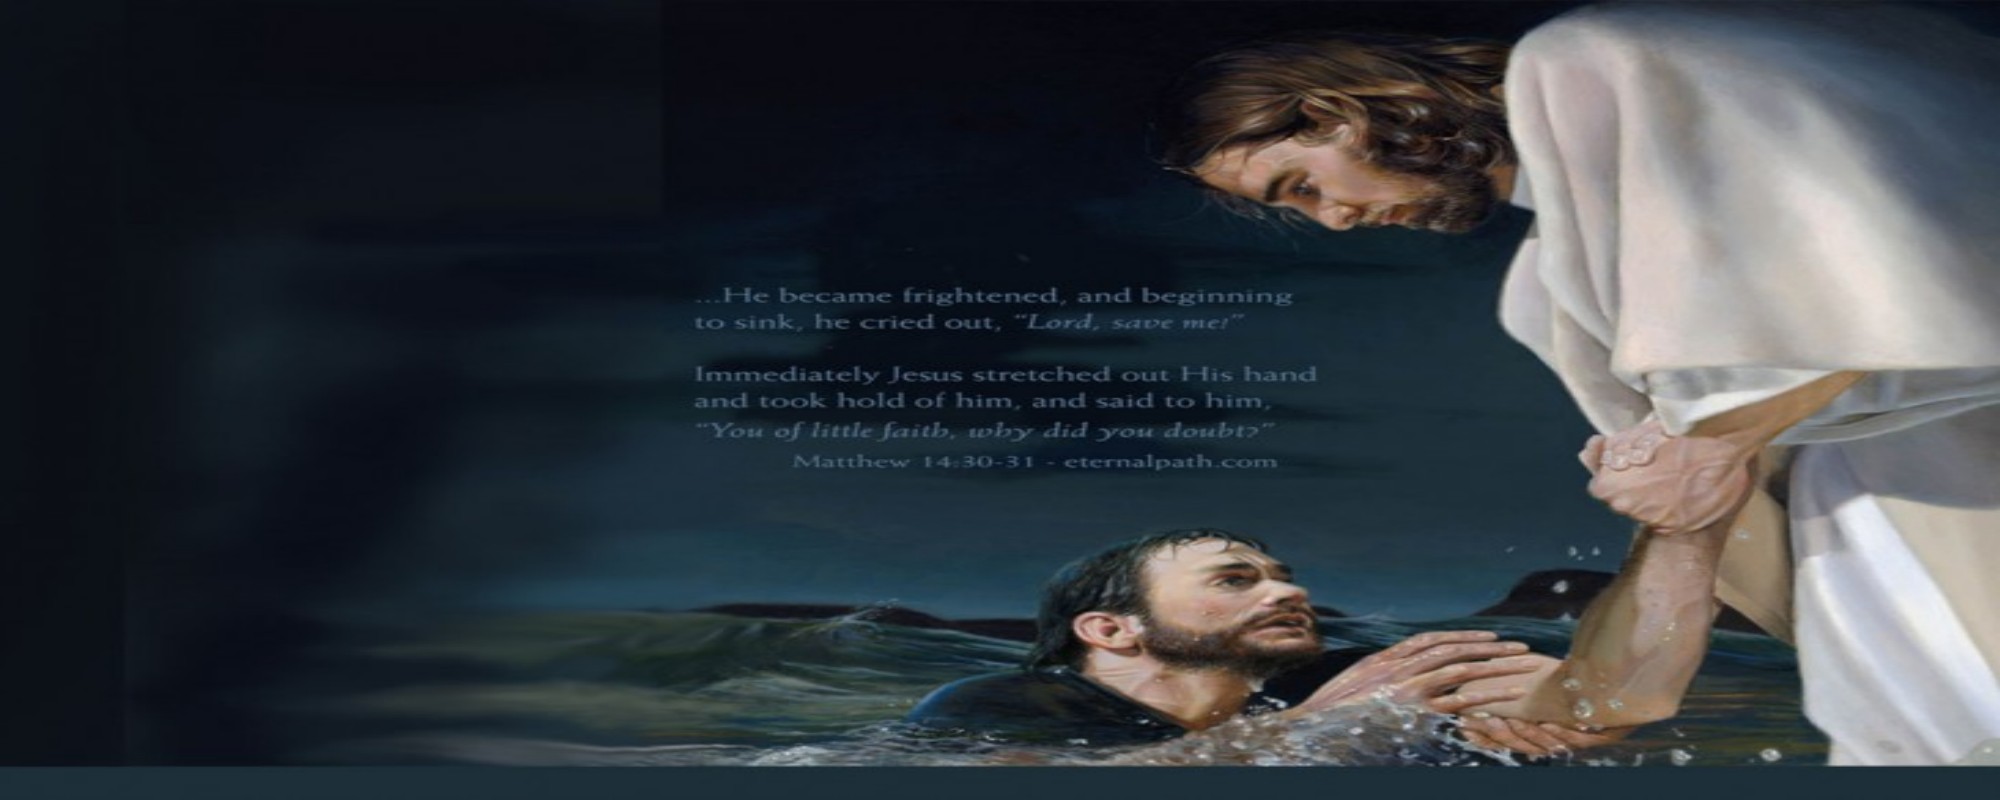 ...He became frightened, and beginning
to sink, he cried out, “Lord, save me!”
Immediately Jesus stretched out His hand
and took hold of him, and said to him,
“You of little faith, why did you doubt?”
Matthew 14:30-31 - eternalpath.com